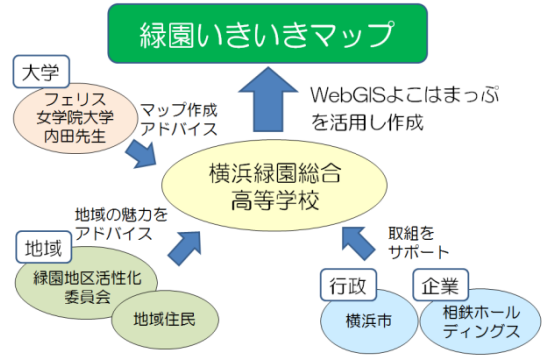 緑園いきいきマップ
大学
フェリス
女学院大学
内田先生
マップ作成
アドバイス
WebGISよこはまっぷ
を活用し作成
横浜緑園総合
高等学校
地域の魅力を
アドバイス
地域
緑園地区活性化
委員会
地域住民
取組を
サポート
行政
横浜市
企業
相鉄ホール
ディングス